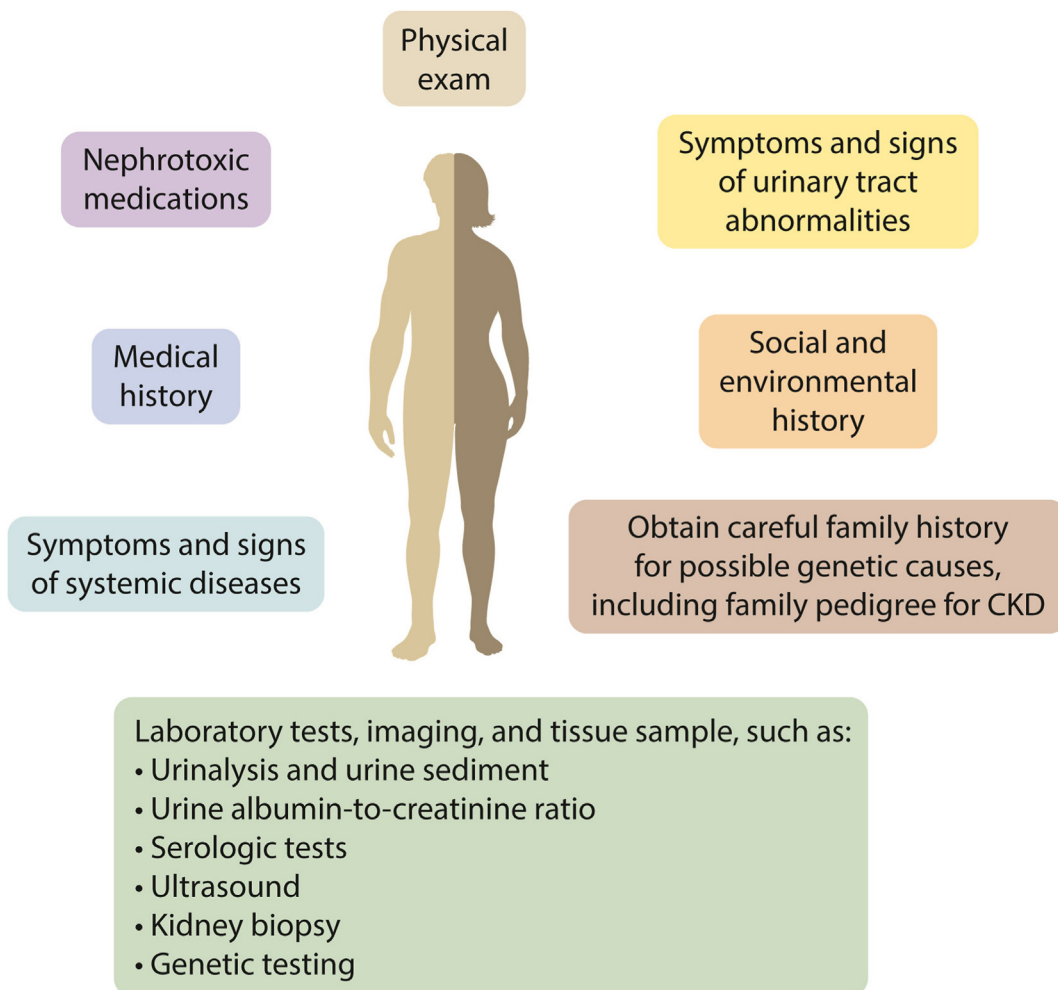 Physical
exam
Nephrotoxic
medications
Symptoms and signs
of urinary tract
abnormalities
Medical
history
Social and
environmental
history
Symptoms and signs
of systemic diseases
Obtain careful family history
for possible genetic causes,
including family pedigree for CKD
Laboratory tests, imaging, and tissue sample, such as:
• Urinalysis and urine sediment
• Urine albumin-to-creatinine ratio
• Serologic tests
• Ultrasound
• Kidney biopsy
• Genetic testing